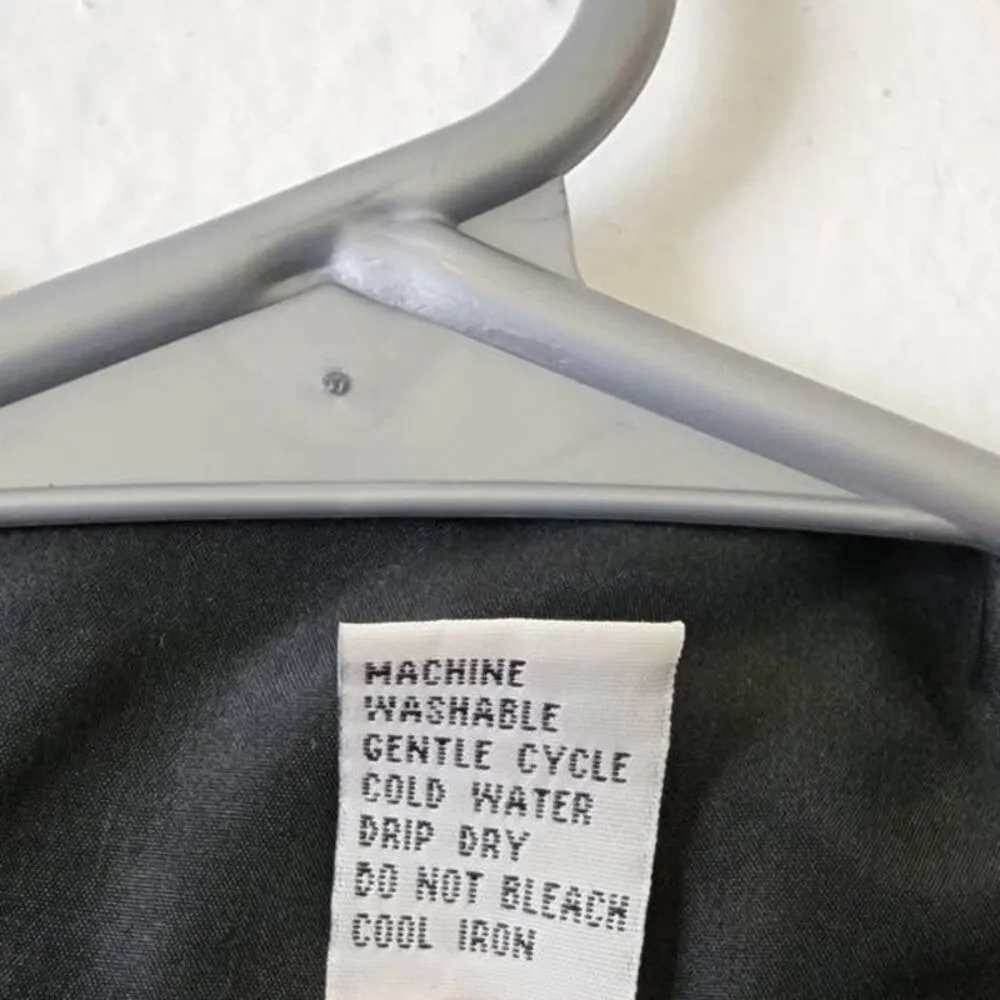 MACHINE
WASHABLE
GENTLE CYCLE
COLD WATER
DRIP DRY
DO NOT BLEACH
COOL IRON